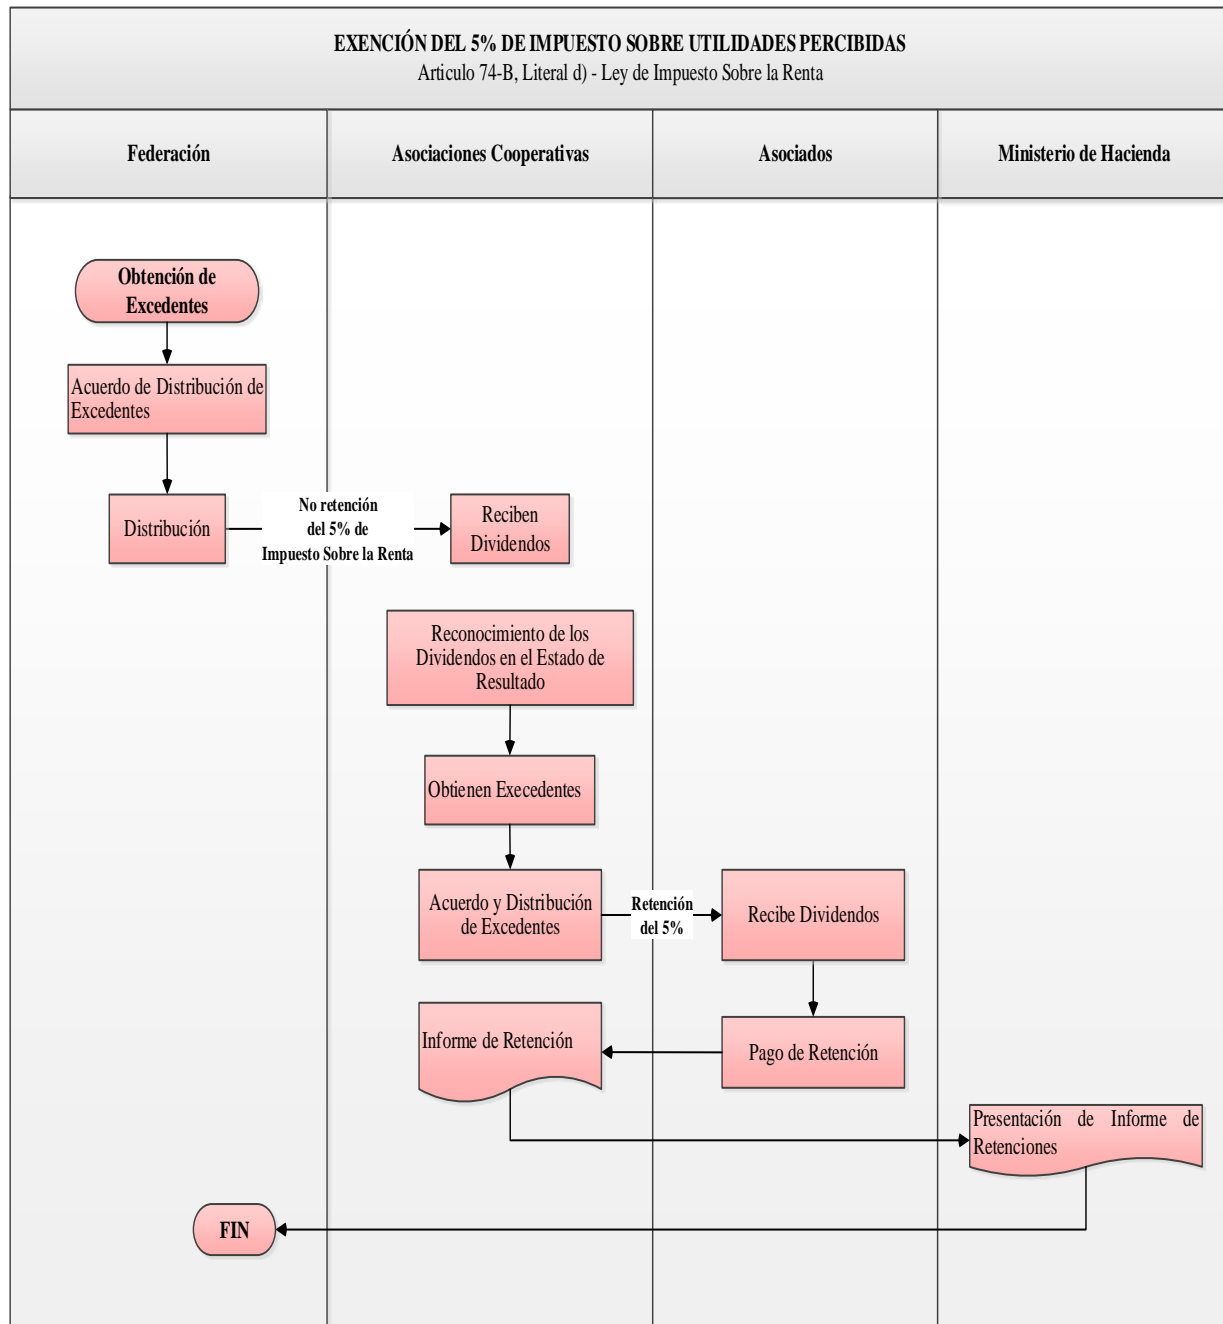 EXENCIÓN DEL 5% DE IMPUESTO SOBRE UTILIDADES PERCIBIDAS
Articulo 74-B, Literal d) - Ley de Impuesto Sobre la Renta
Federación
Asociaciones Cooperativas
Asociados
Ministerio de Hacienda
Obtención de
Excedentes
Acuerdo de Distribución de
Excedentes
Distribución
No retención
del 5% de
Impuesto Sobre la Renta
Reciben
Dividendos
Reconocimiento de los
Dividendos en el Estado de
Resultado
Obtienen Execedentes
Acuerdo y Distribución
de Excedentes
Retención
del 5%
Recibe Dividendos
Informe de Retención
Pago de Retención
Presentación de Informe de
Retenciones
FIN